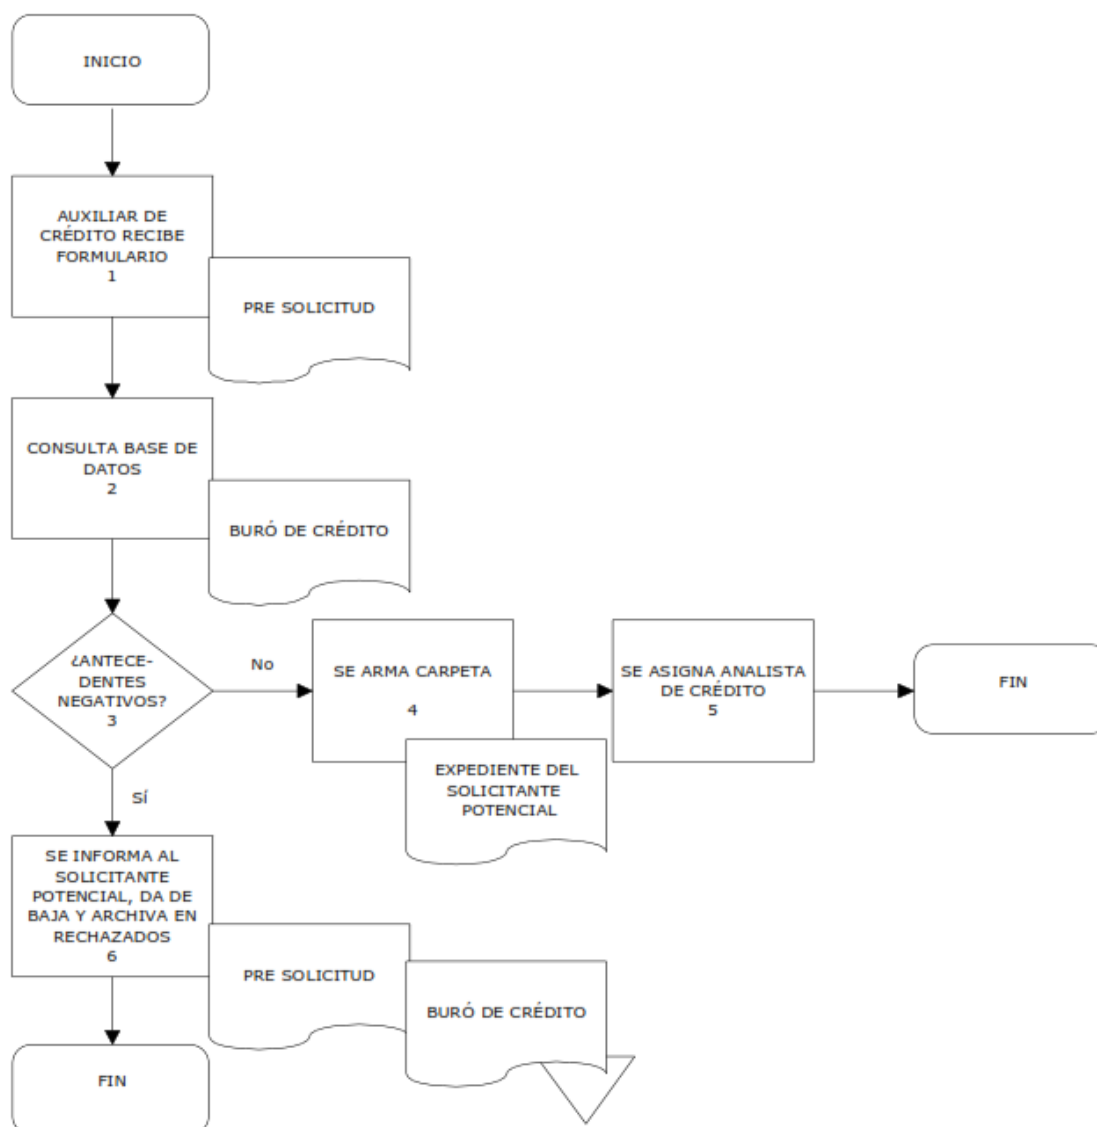 INICIO
AUXILIAR DE
CRÉDITO RECIBE
FORMULARIO
1
PRE SOLICITUD
CONSULTA BASE DE
DATOS
2
BURÓ DE CRÉDITO
¿ANTECE-
DENTES
NEGATIVOS?
3
No
SE ARMA CARPETA
4
EXPEDIENTE DEL
SOLICITANTE
POTENCIAL
SE ASIGNA ANALISTA
DE CRÉDITO
5
FIN
Sí
SE INFORMA AL
SOLICITANTE
POTENCIAL, DA DE
BAJA Y ARCHIVA EN
RECHAZADOS
6
PRE SOLICITUD
BURÓ DE CRÉDITO
FIN